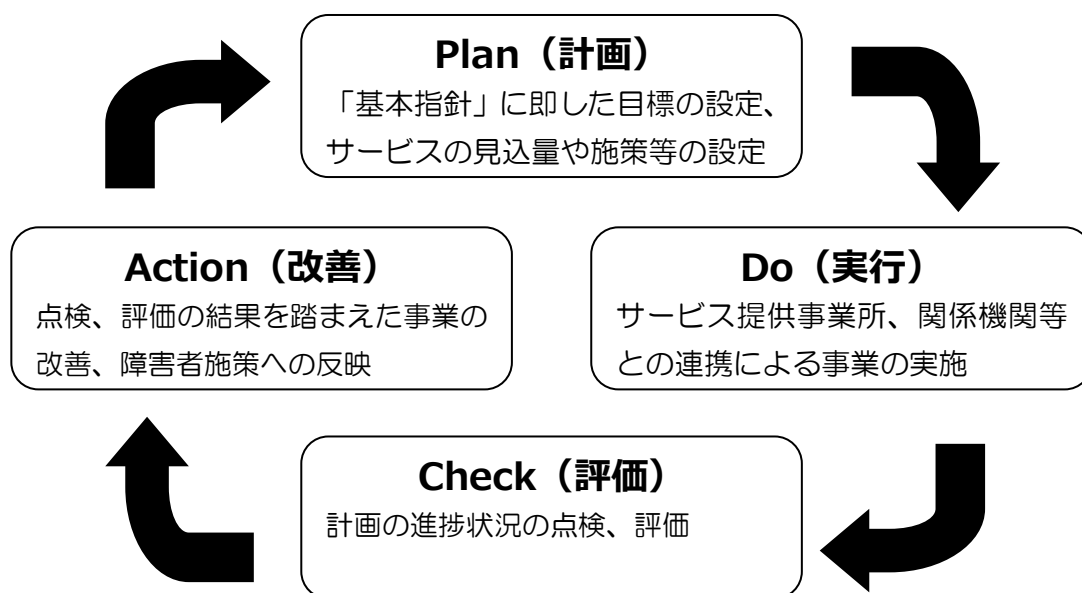 Plan（計画）
「基本指針」に即した目標の設定、
サービスの見込量や施策等の設定
Action（改善）
点検、評価の結果を踏まえた事業の
改善、障害者施策への反映
Do（実行）
サービス提供事業所、関係機関等
との連携による事業の実施
Check（評価）
計画の進捗状況の点検、評価